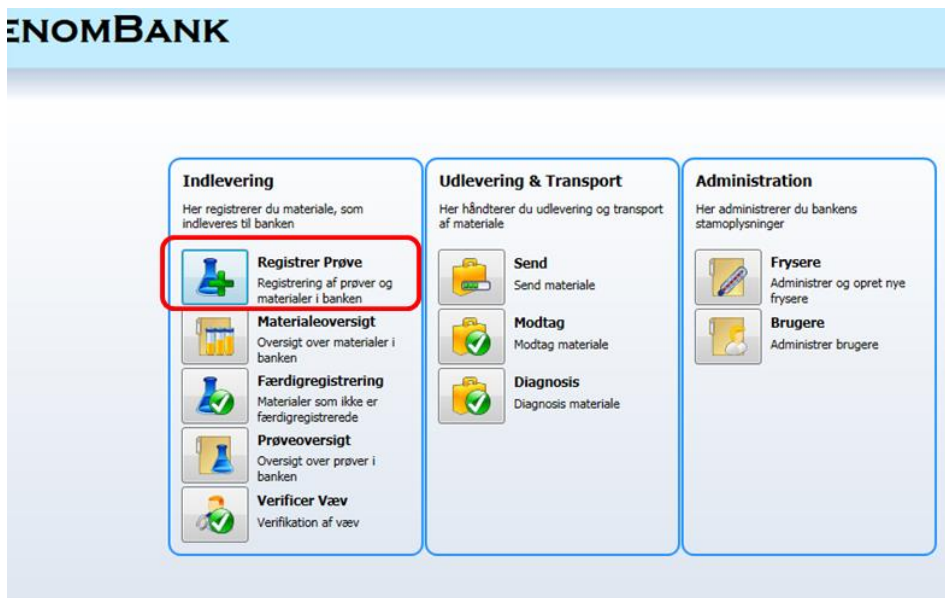 ENOMBANK
Indlevering
Her registrerer du materiale, som
indleveres til banken
Registrer Prøve
Registrering af prøver og
materialer i banken
Materialeoversigt
Oversigt over materialer i
banken
Færdigregistrering
Materialer som ikke er
færdigregistrerede
Prøveoversigt
Oversigt over prøver i
banken
Verificer Væv
Verifikation af væv
Udlevering & Transport
Her håndterer du udlevering og transport
af materiale
Send
Send materiale
Modtag
Modtag materiale
Diagnosis
Diagnosis materiale
Administration
Her administrerer du bankens
stamoplysninger
Frysere
Administrer og opret nye
frysere
Brugere
Administrer brugere